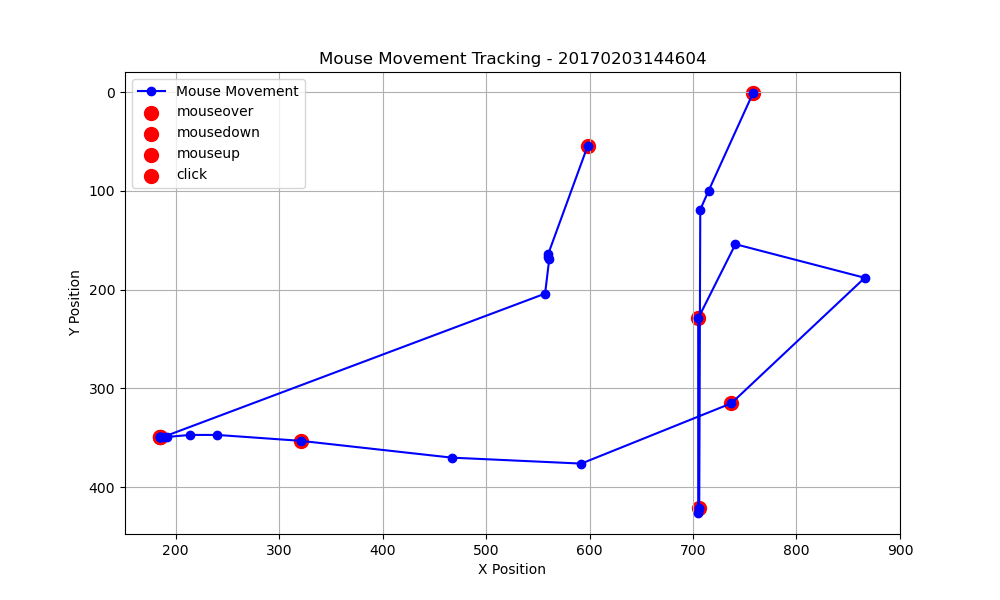 Mouse Movement Tracking - 20170203144604
Mouse Movement
mouseover
mousedown
mouseup
click
0
100
200
300
400
Y Position
200 300 400 500 600 700 800 900
X Position